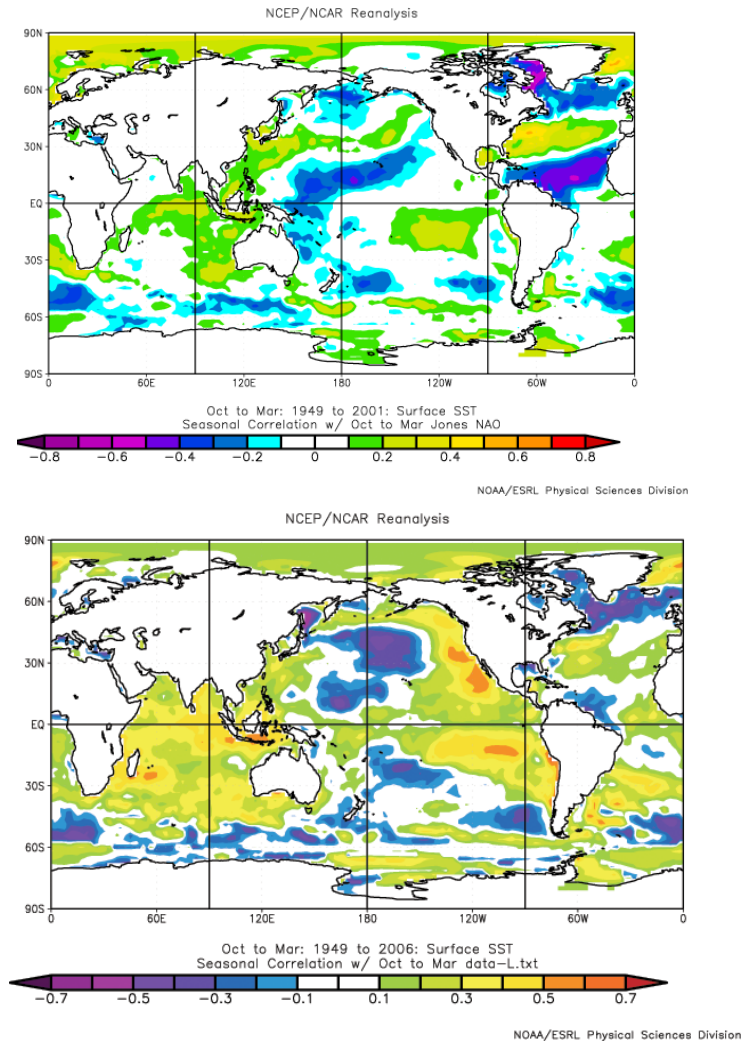 NCEP/NCAR Reanalysis
90N
60N
30N
EQ
30S
60S
90S
0 60E 120E 180 120W 60W 0
Oct to Mar: 1949 to 2001: Surface SST
Seasonal Correlation w/ Oct to Mar Jones NAO
-0.8 -0.6 -0.4 -0.2 0 0.2 0.4 0.6 0.8
NOAA/ESRL Physical Sciences Division
NCEP/NCAR Reanalysis
90N
60N
30N
EQ
30S
60S
90S
0 60E 120E 180 120W 60W 0
Oct to Mar: 1949 to 2006: Surface SST
Seasonal Correlation w/ Oct to Mar data-L.txt
-0.7 -0.5 -0.3 -0.1 0.1 0.3 0.5 0.7
NOAA/ESRL Physical Sciences Division